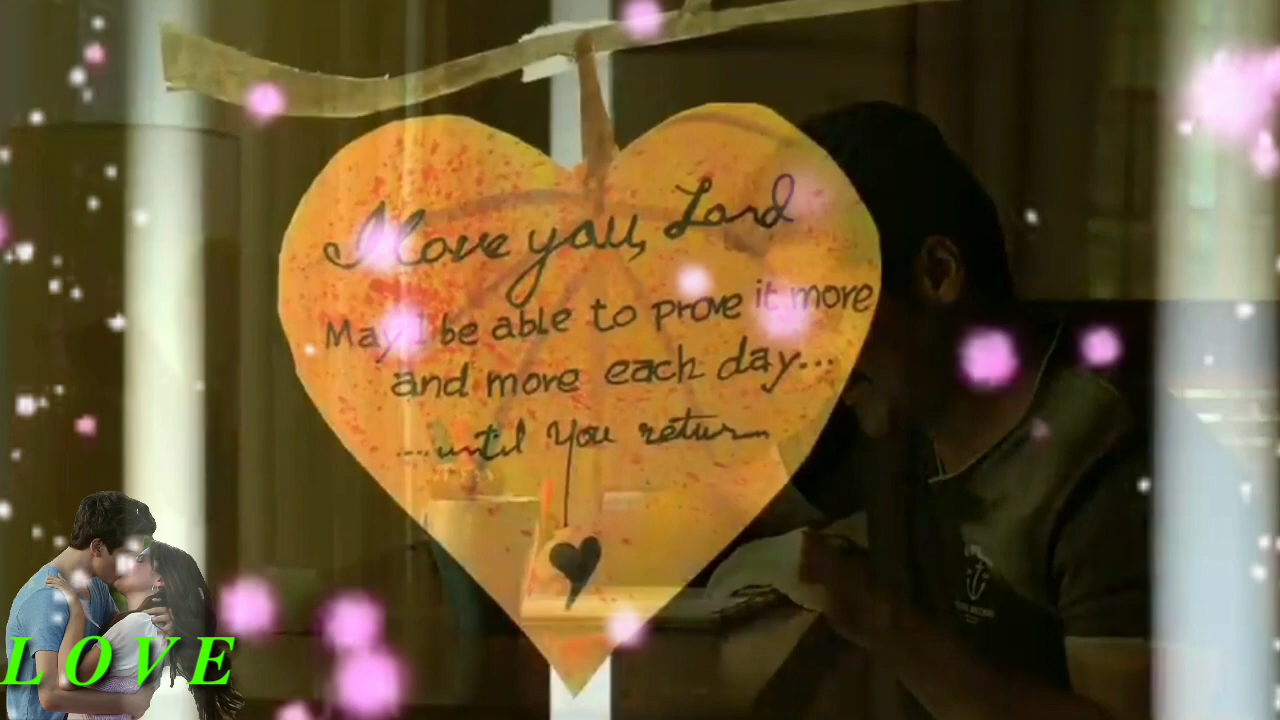 I love you, Lord
May I be able to prove it more
and more each day...
...until You return
LOVE